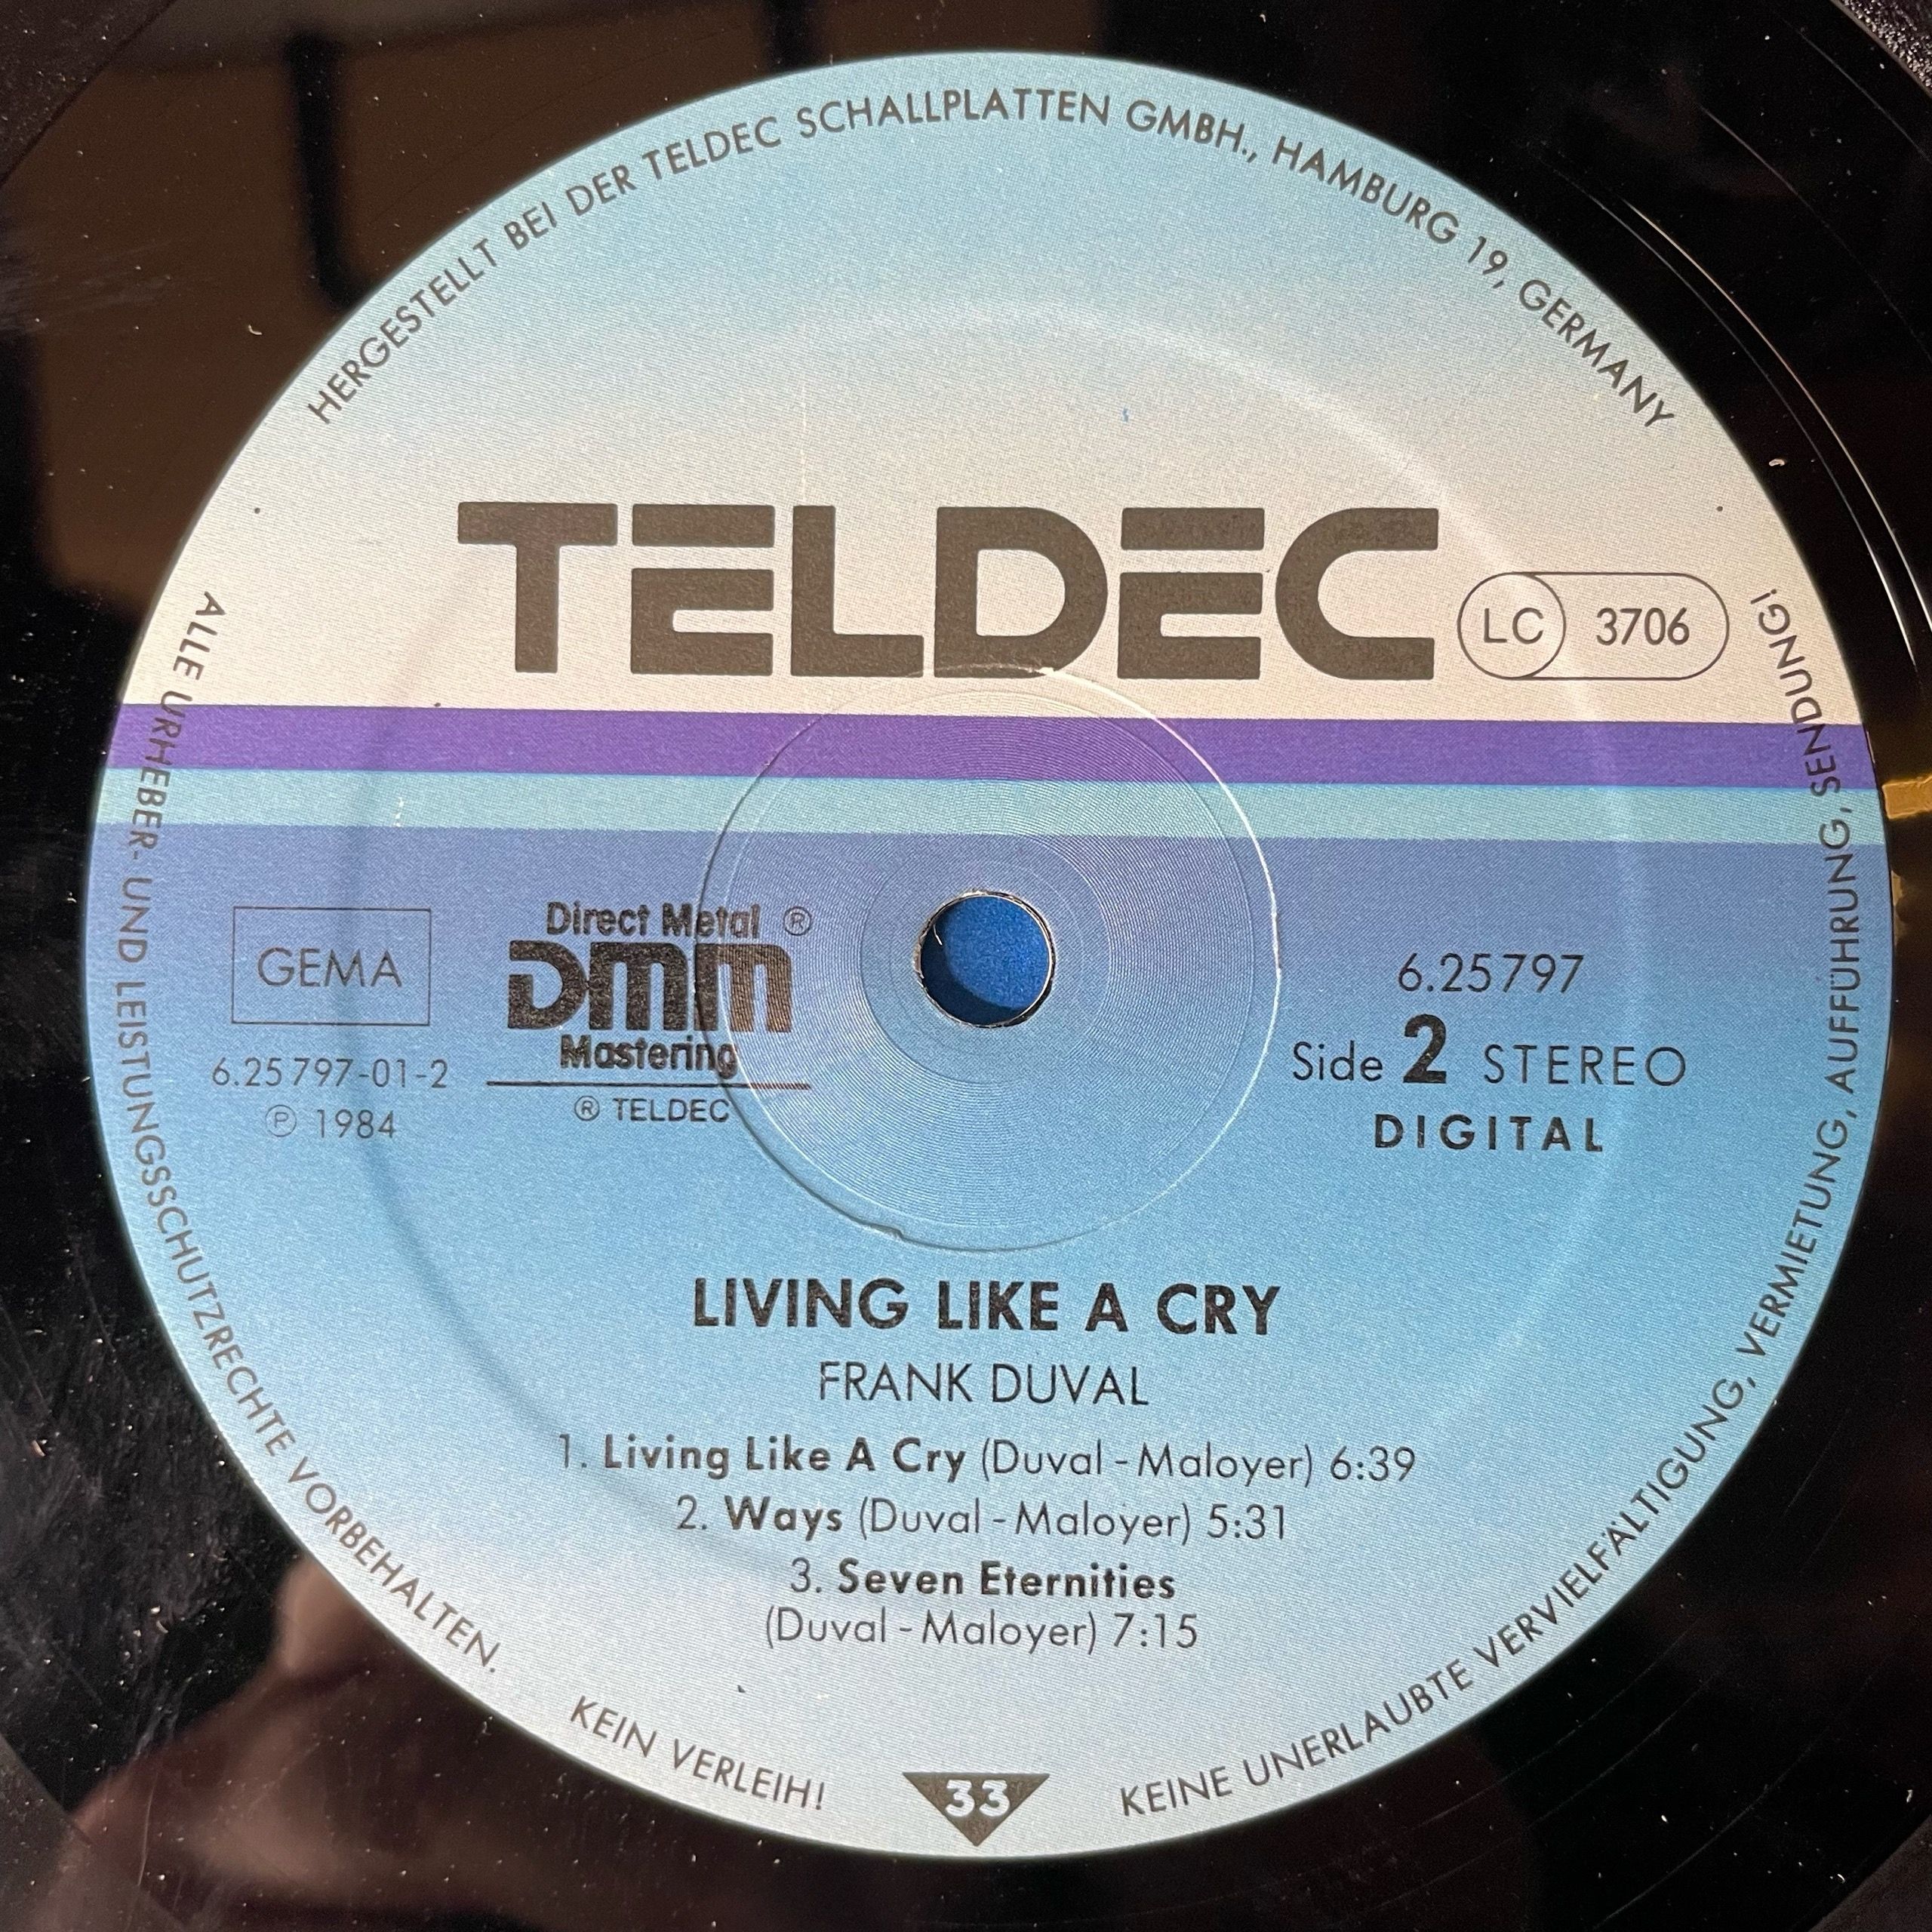 HERGESTELLT BEI DER TELDEC SCHALLPLATTEN GMBH., HAMBURG 19, GERMANY
TELDEC
LC 3706
GEMA
6.25797-01-2
Ⓟ 1984
Direct Metal ®
DMM
Mastering
® TELDEC
6.25797
Side 2 STEREO
DIGITAL
LIVING LIKE A CRY
FRANK DUVAL
1. Living Like A Cry (Duval - Maloyer) 6:39
2. Ways (Duval - Maloyer) 5:31
3. Seven Eternities
(Duval - Maloyer) 7:15
33
ALLE URHEBER- UND LEISTUNGSSCHUTZRECHTE VORBEHALTEN.
KEIN VERLEIH!
KEINE UNERLAUBTE VERVIELFÄLTIGUNG, VERMIETUNG, AUFFÜHRUNG, SENDUNG!